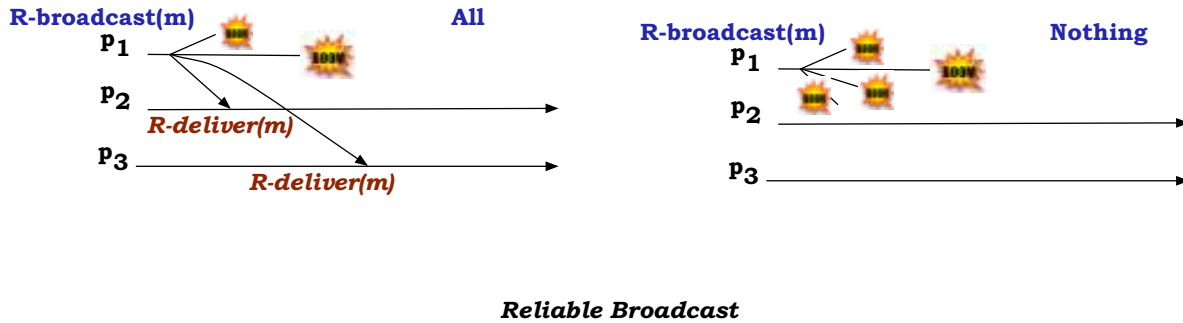 R-broadcast(m)
All
p1
p2
R-deliver(m)
p3
R-deliver(m)
R-broadcast(m)
Nothing
p1
p2
p3
Reliable Broadcast